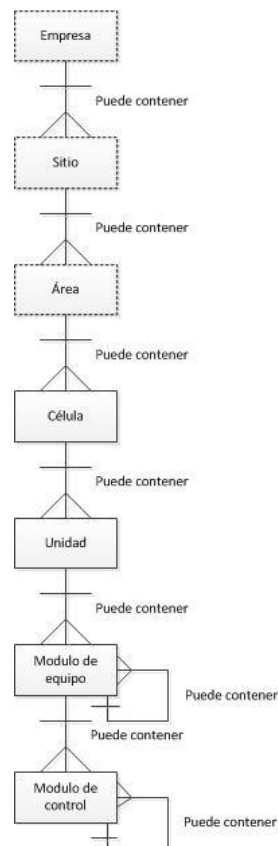 Empresa
Puede contener
Sitio
Puede contener
Área
Puede contener
Célula
Puede contener
Unidad
Puede contener
Modulo de
equipo
Puede contener
Puede contener
Modulo de
control
Puede contener